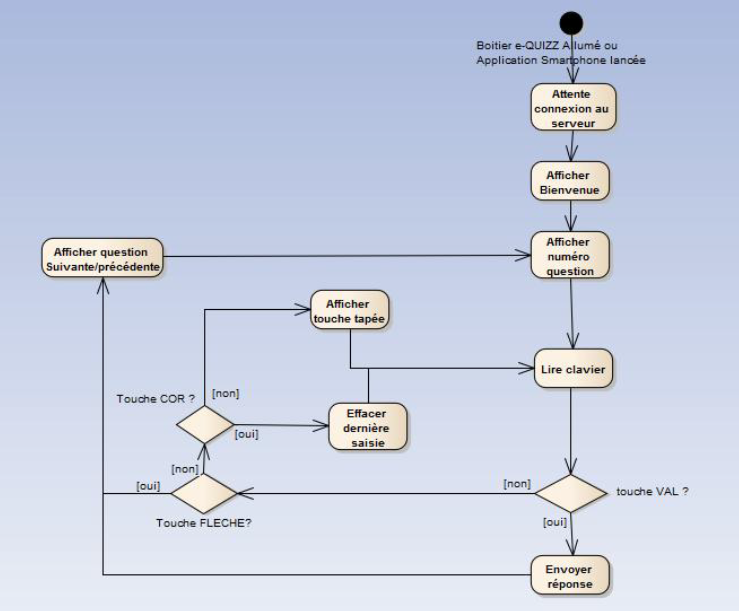 Boitier e-QUIZZ Allumé ou
Application Smartphone lancée
Attente
connexion au
serveur
Afficher
Bienvenue
Afficher
numéro
question
Afficher question
Suivante/précédente
Afficher
touche tapée
Lire clavier
Touche COR ?
[non]
[oui]
Effacer
dernière
saisie
[non]
[oui]
Touche FLECHE?
[non]
touche VAL ?
[oui]
Envoyer
réponse